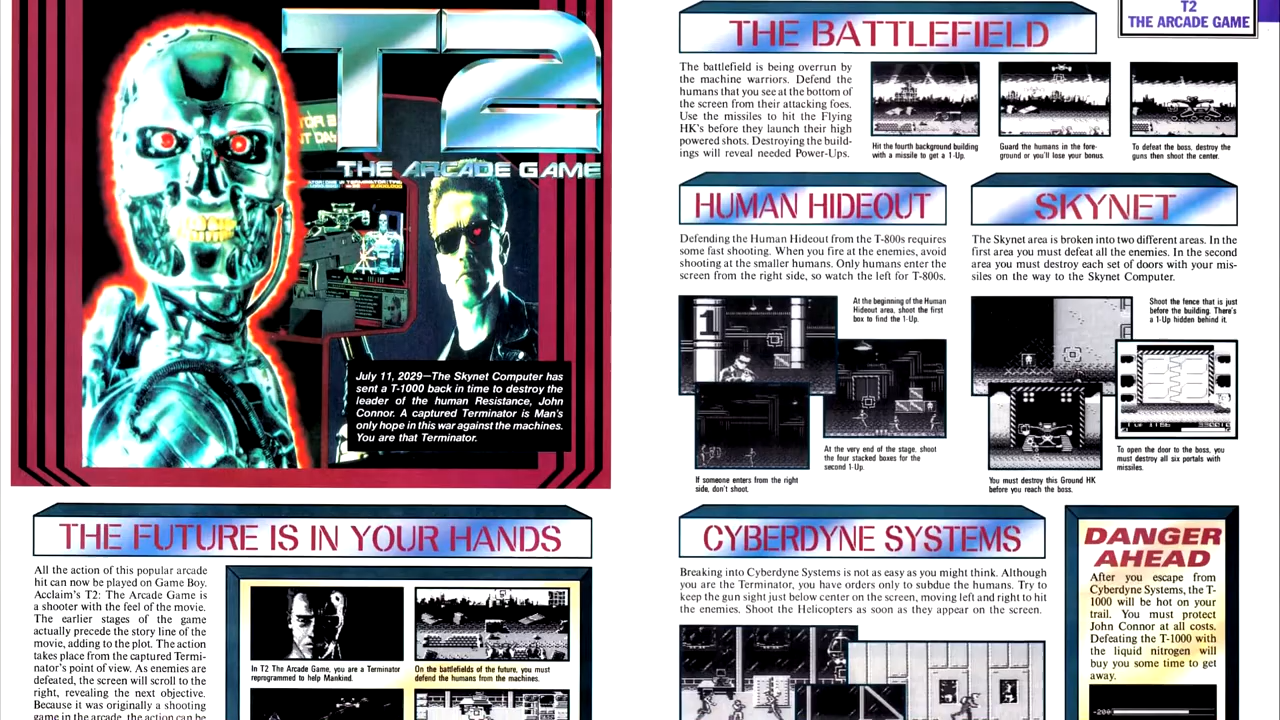 T2
THE ARCADE GAME
July 11, 2029—The Skynet Computer has
sent a T-1000 back in time to destroy the
leader of the human Resistance, John
Connor. A captured Terminator is Man's
only hope in this war against the machines.
You are that Terminator.
THE FUTURE IS IN YOUR HANDS
All the action of this popular arcade
hit can now be played on Game Boy.
Acclaim's T2: The Arcade Game is
a shooter with the feel of the movie.
The earlier stages of the game
actually precede the story line of the
movie, adding to the plot. The action
takes place from the captured Termi-
nator's point of view. As enemies are
defeated, the screen will scroll to the
right, revealing the next objective.
Because it was originally a shooting
game in the arcade, the action can be
In T2 The Arcade Game, you are a Terminator
reprogrammed to help Mankind.
On the battlefields of the future, you must
defend the humans from the machines.
T2
THE ARCADE GAME
THE BATTLEFIELD
The battlefield is being overrun by
the machine warriors. Defend the
humans that you see at the bottom of
the screen from their attacking foes.
Use the missiles to hit the Flying
HK's before they launch their high
powered shots. Destroying the build-
ings will reveal needed Power-Ups.
Hit the fourth background building
with a missile to get a 1-Up.
Guard the humans in the fore-
ground or you'll lose your bonus.
To defeat the boss, destroy the
guns then shoot the center.
HUMAN HIDEOUT
Defending the Human Hideout from the T-800s requires
some fast shooting. When you fire at the enemies, avoid
shooting at the smaller humans. Only humans enter the
screen from the right side, so watch the left for T-800s.
1
At the beginning of the Human
Hideout area, shoot the first
box to find the 1-Up.
At the very end of the stage, shoot
the four stacked boxes for the
second 1-Up.
If someone enters from the right
side, don't shoot.
SKYNET
The Skynet area is broken into two different areas. In the
first area you must defeat all the enemies. In the second
area you must destroy each set of doors with your mis-
siles on the way to the Skynet Computer.
Shoot the fence that is just
before the building. There's
a 1-Up hidden behind it.
To open the door to the boss, you
must destroy all six portals with
missiles.
You must destroy this Ground HK
before you reach the boss.
CYBERDYNE SYSTEMS
Breaking into Cyberdyne Systems is not as easy as you might think. Although
you are the Terminator, you have orders only to subdue the humans. Try to
keep the gun sight just below center on the screen, moving left and right to hit
the enemies. Shoot the Helicopters as soon as they appear on the screen.
DANGER
AHEAD
After you escape from
Cyberdyne Systems, the T-
1000 will be hot on your
trail. You must protect
John Connor at all costs.
Defeating the T-1000 with
the liquid nitrogen will
buy you some time to get
away.
-200